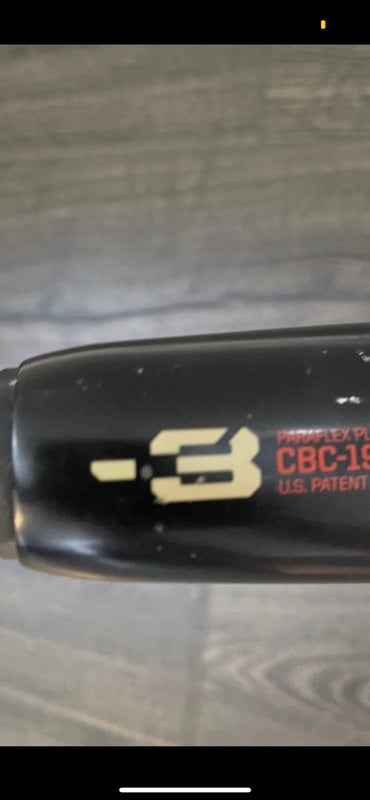 -3
PARAFLEX PL
CBC-19
U.S. PATENT